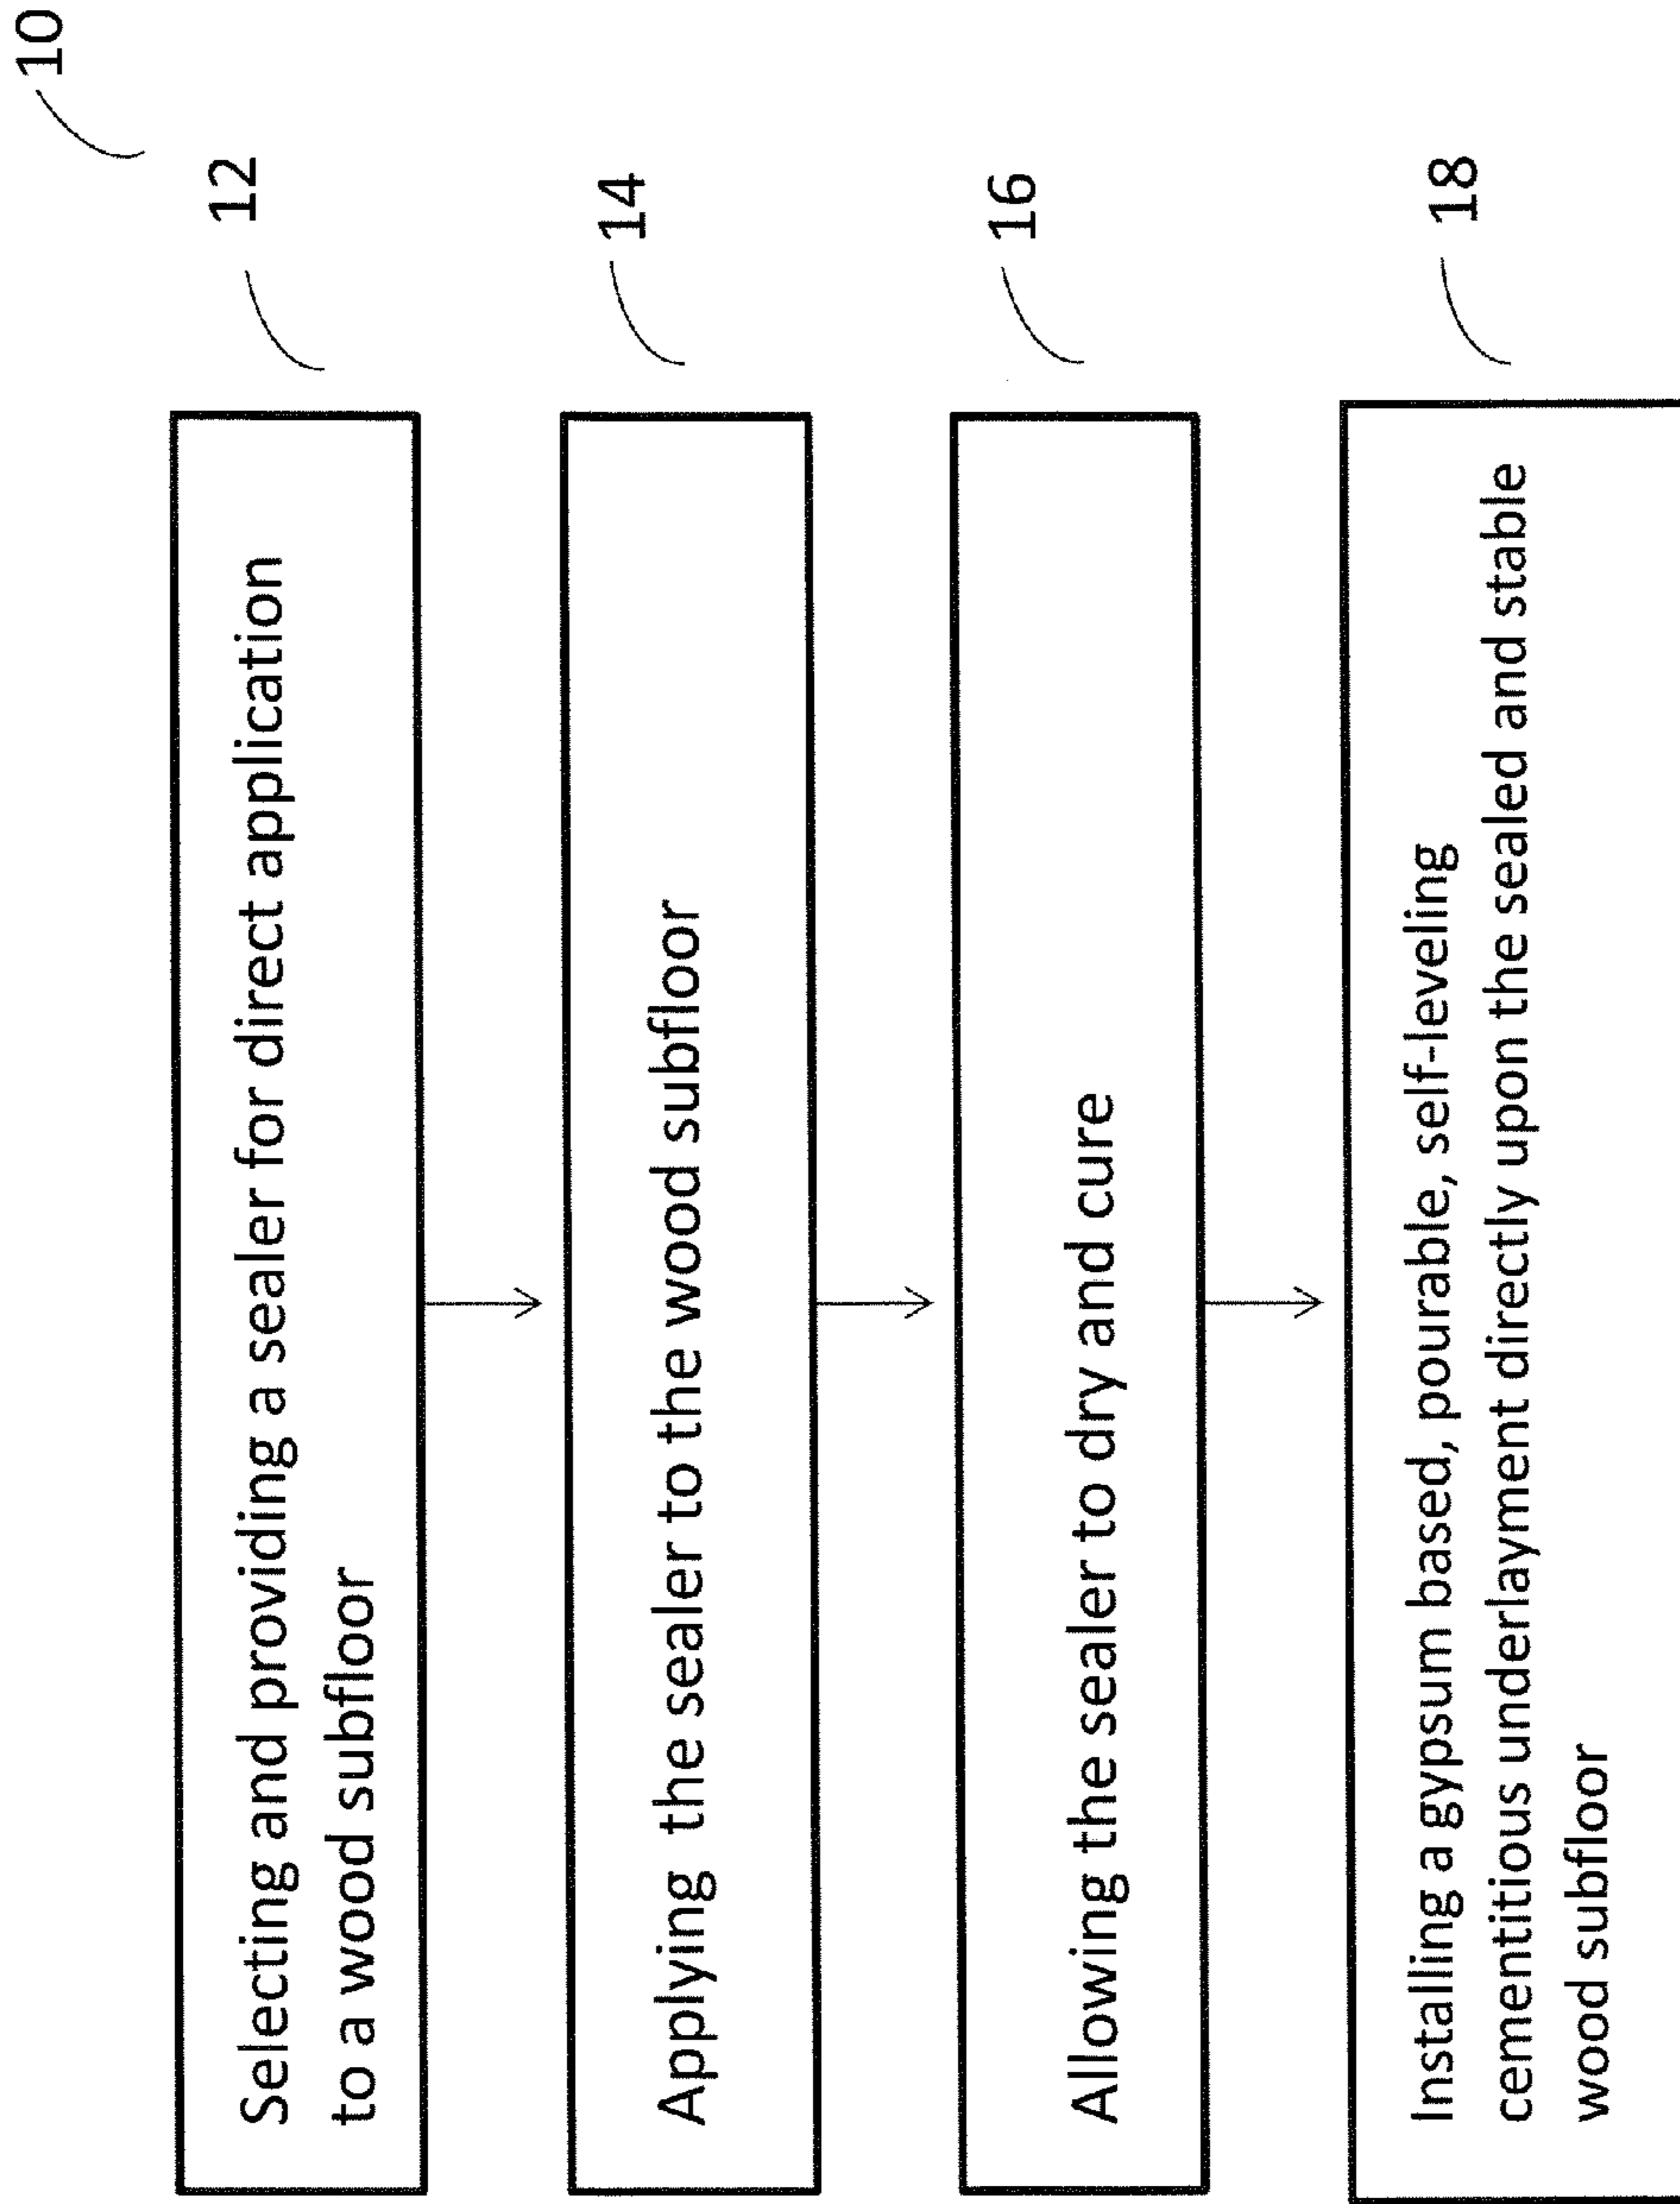 10
12
Selecting and providing a sealer for direct application
to a wood subfloor
14
Applying the sealer to the wood subfloor
16
Allowing the sealer to dry and cure
18
Installing a gypsum based, pourable, self-leveling
cementitious underlayment directly upon the sealed and stable
wood subfloor